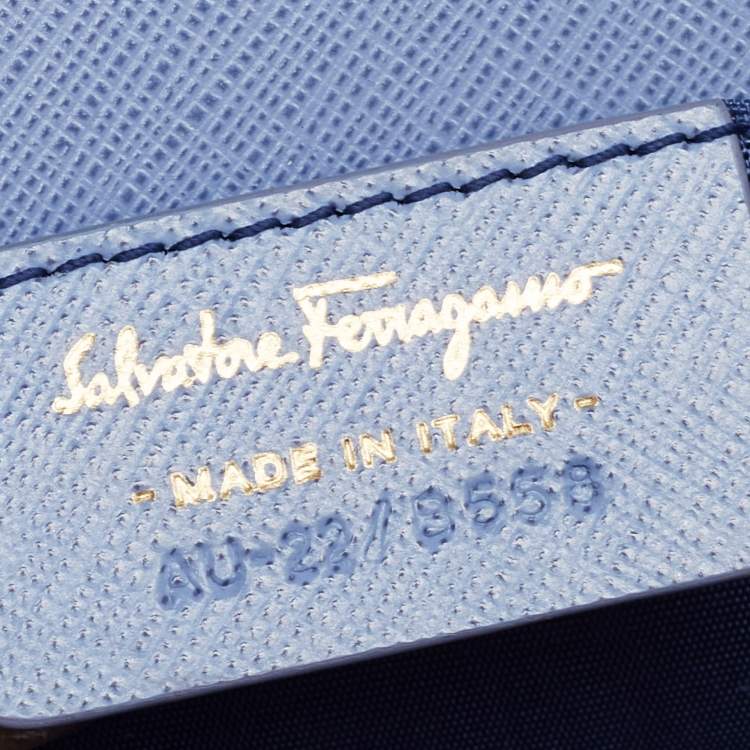 Salvatore Ferragamo
- MADE IN ITALY -
AU-22/8558